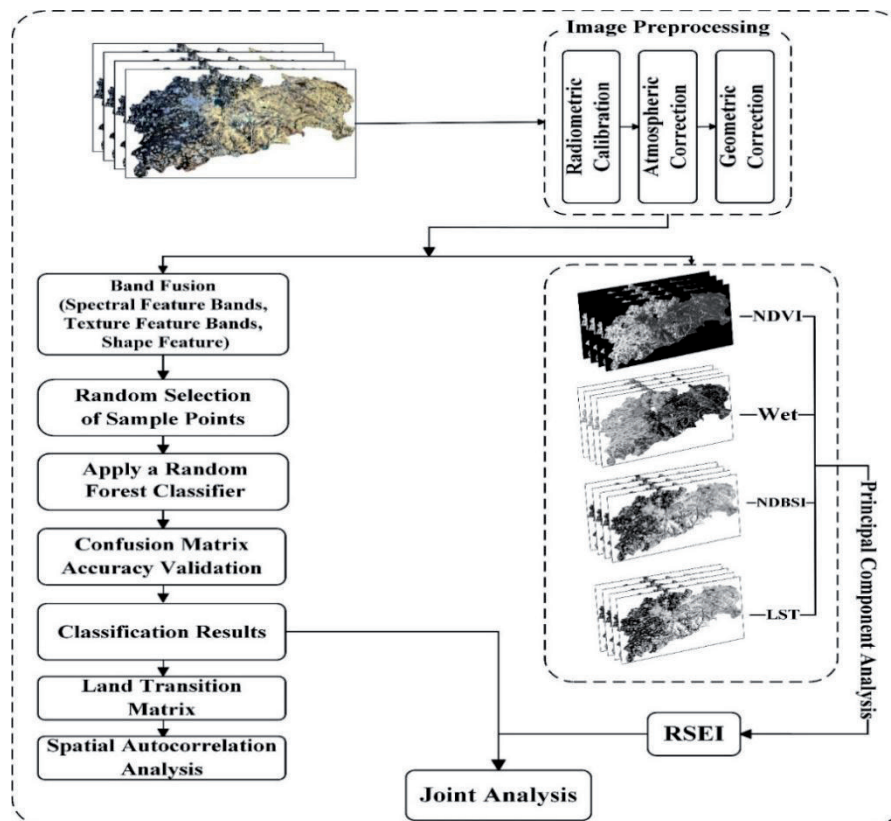 Image Preprocessing
Radiometric
Calibration
Atmospheric
Correction
Geometric
Correction
Band Fusion
(Spectral Feature Bands,
Texture Feature Bands,
Shape Feature)
Random Selection
of Sample Points
Apply a Random
Forest Classifier
Confusion Matrix
Accuracy Validation
Classification Results
Land Transition
Matrix
Spatial Autocorrelation
Analysis
NDVI
Wet
NDBSI
LST
Principal Component Analysis
RSEI
Joint Analysis